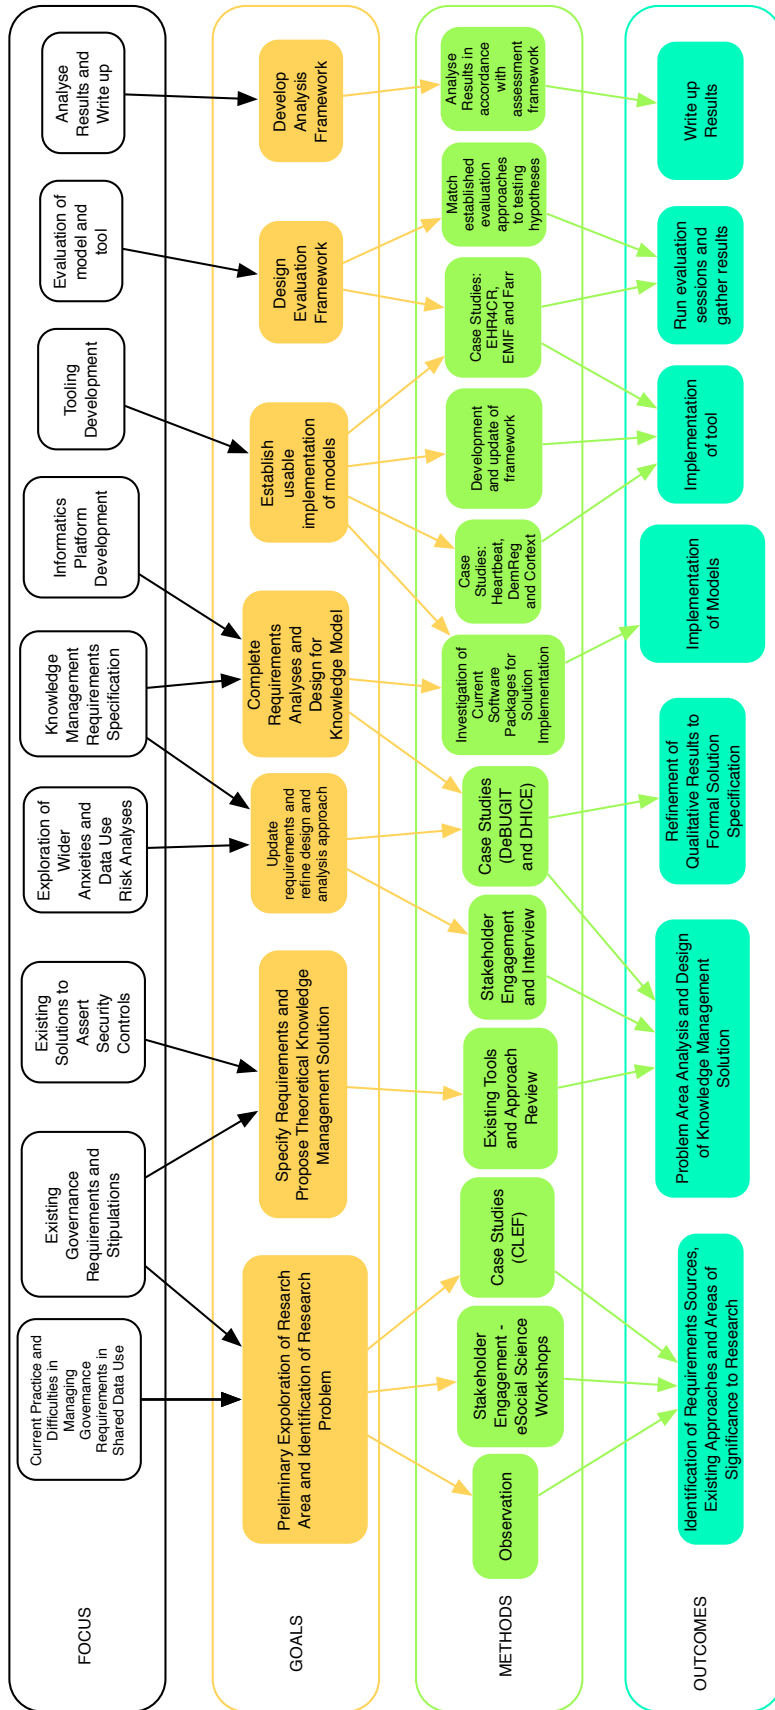 FOCUS
Current Practice and
Difficulties in
Managing
Governance
Requirements in
Shared Data Use
Existing
Governance
Requirements and
Stipulations
Existing
Solutions to
Assert
Security
Controls
Exploration of
Wider
Anxieties and
Data Use
Risk Analyses
Knowledge
Management
Requirements
Specification
Informatics
Platform
Development
Tooling
Development
Evaluation of
model and
tool
Analyse
Results and
Write up
GOALS
Preliminary Exploration of Research
Area and Identification of Research
Problem
Specify Requirements and
Propose Theoretical Knowledge
Management Solution
Update
requirements and
refine design and
analysis approach
Complete
Requirements
Analyses and
Design for
Knowledge Model
Establish
usable
implementation
of models
Design
Evaluation
Framework
Develop
Analysis
Framework
METHODS
Observation
Stakeholder
Engagement -
eSocial Science
Workshops
Case Studies
(CLEF)
Existing Tools
and Approach
Review
Stakeholder
Engagement
and Interview
Case Studies
(DeBUGIT
and DHICE)
Investigation of
Current
Software
Packages for
Solution
Implementation
Case
Studies:
Heartbeat,
DemReg
and Cortext
Development
and update of
framework
Case Studies:
EHR4CR,
EMIF and Farr
Match
established
evaluation
approaches
to testing
hypotheses
Analyse
Results in
accordance
with
assessment
framework
OUTCOMES
Identification of Requirements Sources,
Existing Approaches and Areas of
Significance to Research
Problem Area Analysis and Design
of Knowledge Management
Solution
Refinement of
Qualitative Results to
Formal Solution
Specification
Implementation
of Models
Implementation
of tool
Run evaluation
sessions and
gather results
Write up
Results